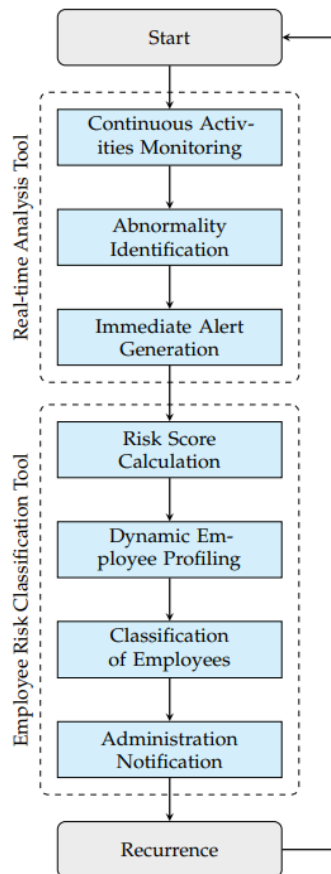 Start
Real-time Analysis Tool
Continuous Activ-
ities Monitoring
Abnormality
Identification
Immediate Alert
Generation
Employee Risk Classification Tool
Risk Score
Calculation
Dynamic Em-
ployee Profiling
Classification
of Employees
Administration
Notification
Recurrence